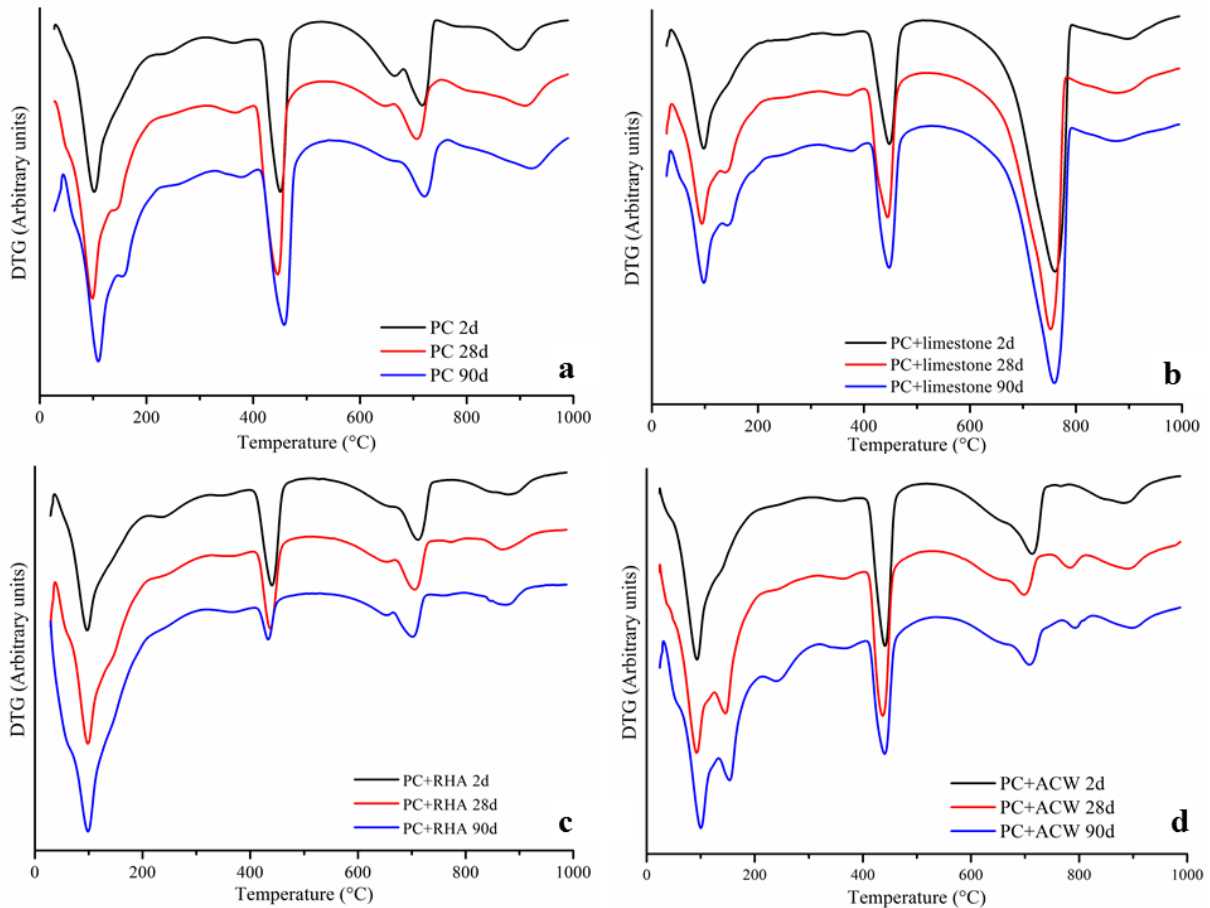 DTG (Arbitrary units)
PC 2d
PC 28d
PC 90d
a
0 200 400 600 800 1000
Temperature (°C)
DTG (Arbitrary units)
PC+limestone 2d
PC+limestone 28d
PC+limestone 90d
b
0 200 400 600 800 1000
Temperature (°C)
DTG (Arbitrary units)
PC+RHA 2d
PC+RHA 28d
PC+RHA 90d
c
0 200 400 600 800 1000
Temperature (°C)
DTG (Arbitrary units)
PC+ACW 2d
PC+ACW 28d
PC+ACW 90d
d
0 200 400 600 800 1000
Temperature (°C)